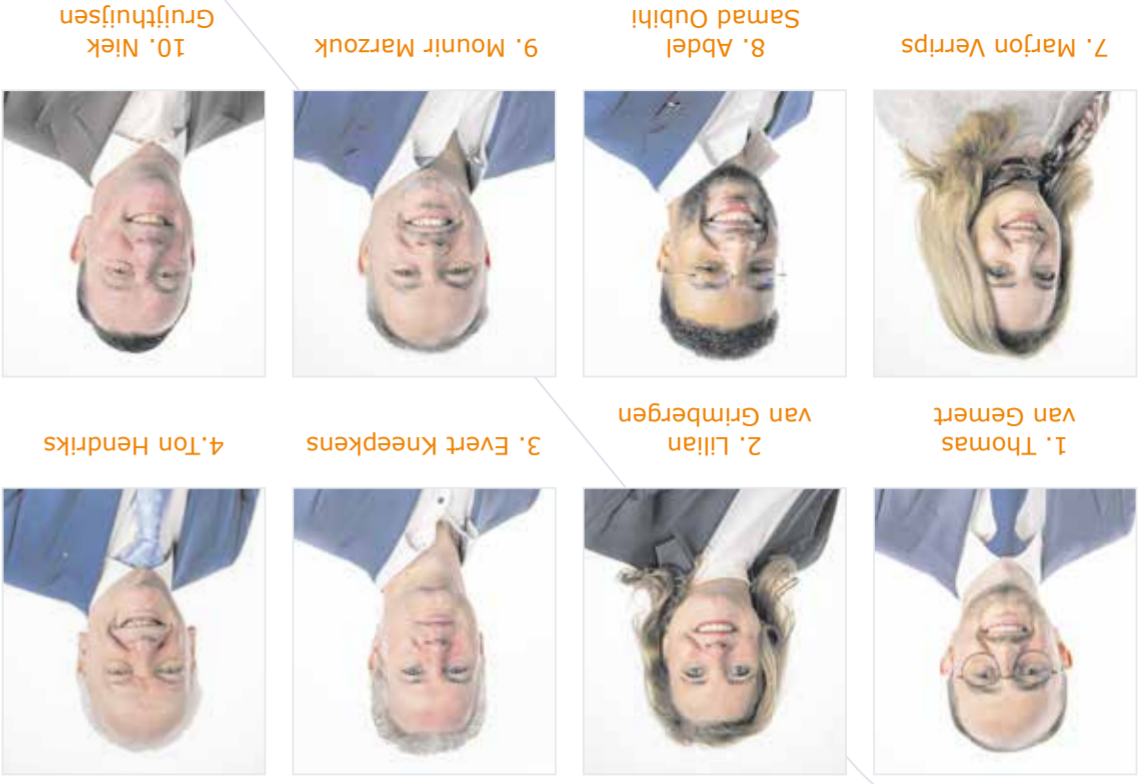 1. Thomas
van Gemert
2. Lilian
van Grimbergen
3. Evert Kneepkens
4.Ton Hendriks
7. Marjon Verrips
8. Abdel
Samad Oubihi
9. Mounir Marzouk
10. Niek
Gruijthuijsen